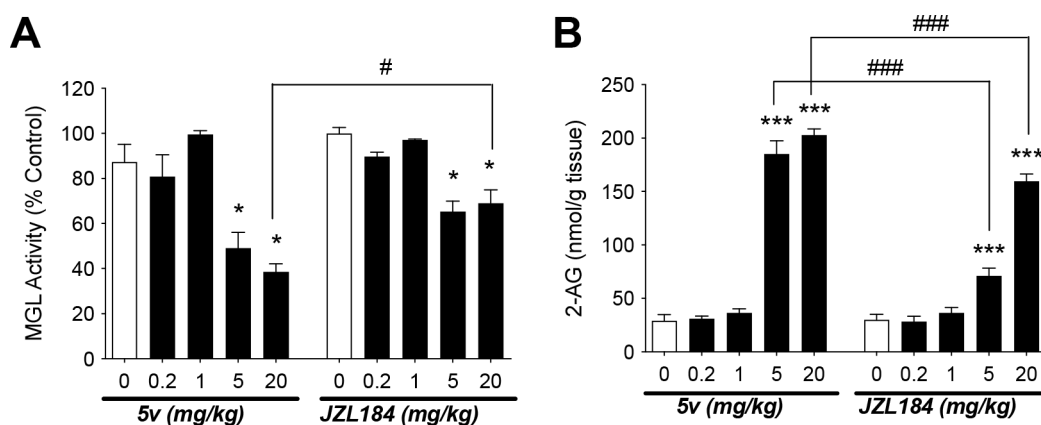 A
#
MGL Activity (% Control)
120
100
80
60
40
20
0
* * * *
0 0.2 1 5 20 0 0.2 1 5 20
5v (mg/kg) JZL184 (mg/kg)
B
###
###
2-AG (nmol/g tissue)
250
200
150
100
50
0
*** *** *** ***
0 0.2 1 5 20 0 0.2 1 5 20
5v (mg/kg) JZL184 (mg/kg)